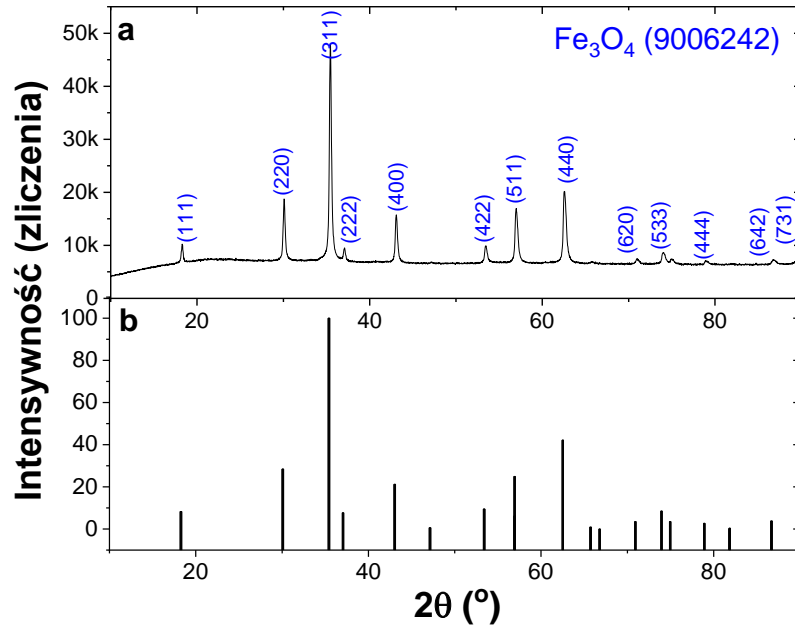 a
Fe₃O₄ (9006242)
Intensywność (zliczenia)
50k
40k
30k
20k
10k
0
(111)
(220)
(311)
(222)
(400)
(422)
(511)
(440)
(620)
(533)
(444)
(642)
(731)
20
40
60
80
b
100
80
60
40
20
0
20
40
60
80
2θ (º)